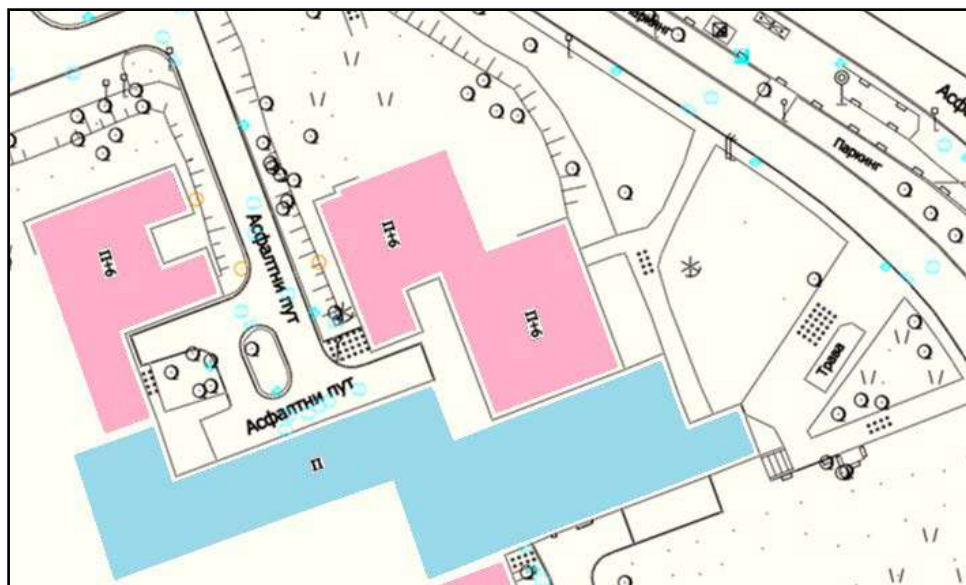 Паркинг
Асфа
Паркинг
П+6
П+6
Асфалтни пут
П+6
Трава
Асфалтни пут
П